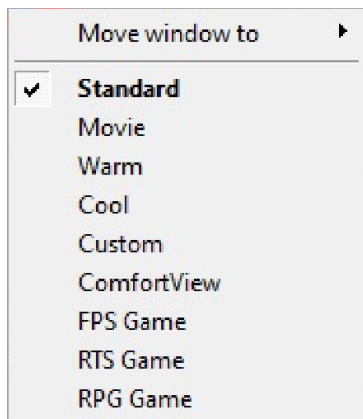 Move window to
Standard
Movie
Warm
Cool
Custom
ComfortView
FPS Game
RTS Game
RPG Game